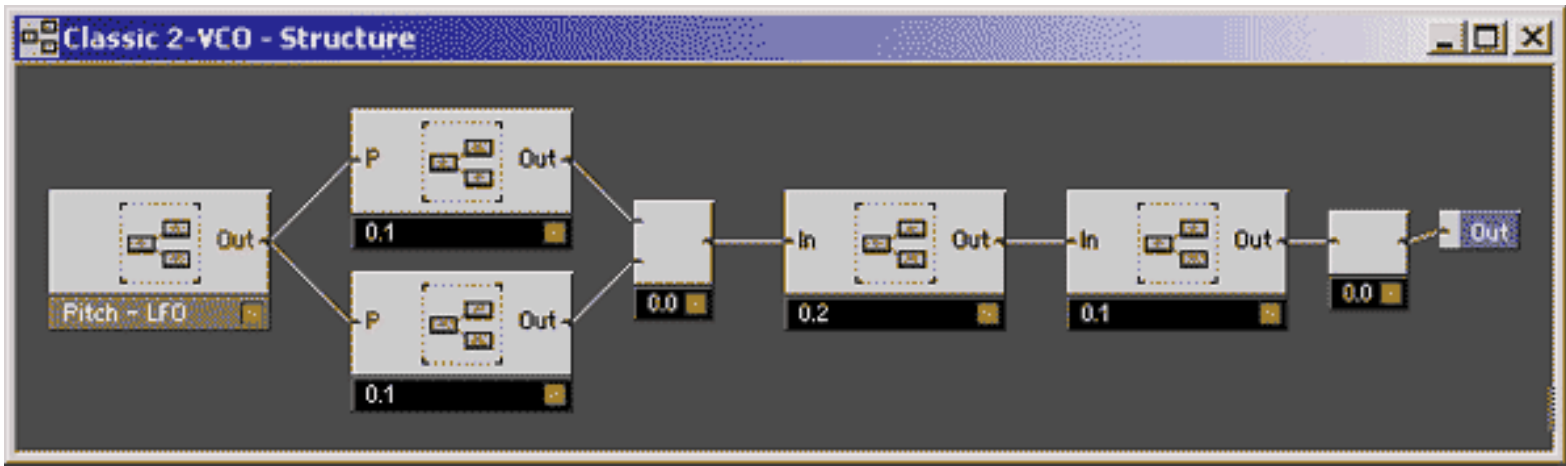 Classic 2-VCO - Structure
Out
Pitch - LFO
P Out
0.1
P Out
0.1
0.0
In Out
0.2
In Out
0.1
0.0
Out